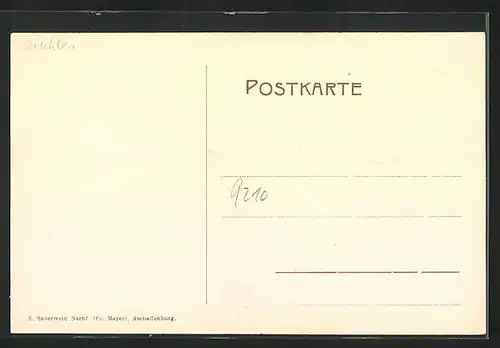 POSTKARTE
9210
E. Sauerwein Nachf. (Fr. Mayer), Aschaffenburg.